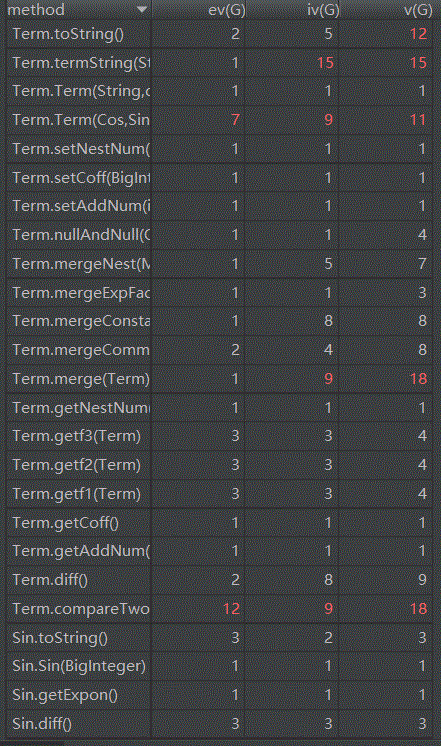 method ev(G) iv(G) v(G)
Term.toString() 2 5 12
Term.termString(St 1 15 15
Term.Term(String,c 1 1 1
Term.Term(Cos,Sin 7 9 11
Term.setNestNum( 1 1 1
Term.setCoff(BigInt 1 1 1
Term.setAddNum(i 1 1 1
Term.nullAndNull(C 1 1 4
Term.mergeNest(M 1 5 7
Term.mergeExpFac 1 1 3
Term.mergeConsta 1 8 8
Term.mergeComm 2 4 8
Term.merge(Term) 1 9 18
Term.getNestNum( 1 1 1
Term.getf3(Term) 3 3 4
Term.getf2(Term) 3 3 4
Term.getf1(Term) 3 3 4
Term.getCoff() 1 1 1
Term.getAddNum( 1 1 1
Term.diff() 2 8 9
Term.compareTwo 12 9 18
Sin.toString() 3 2 3
Sin.Sin(BigInteger) 1 1 1
Sin.getExpon() 1 1 1
Sin.diff() 3 3 3